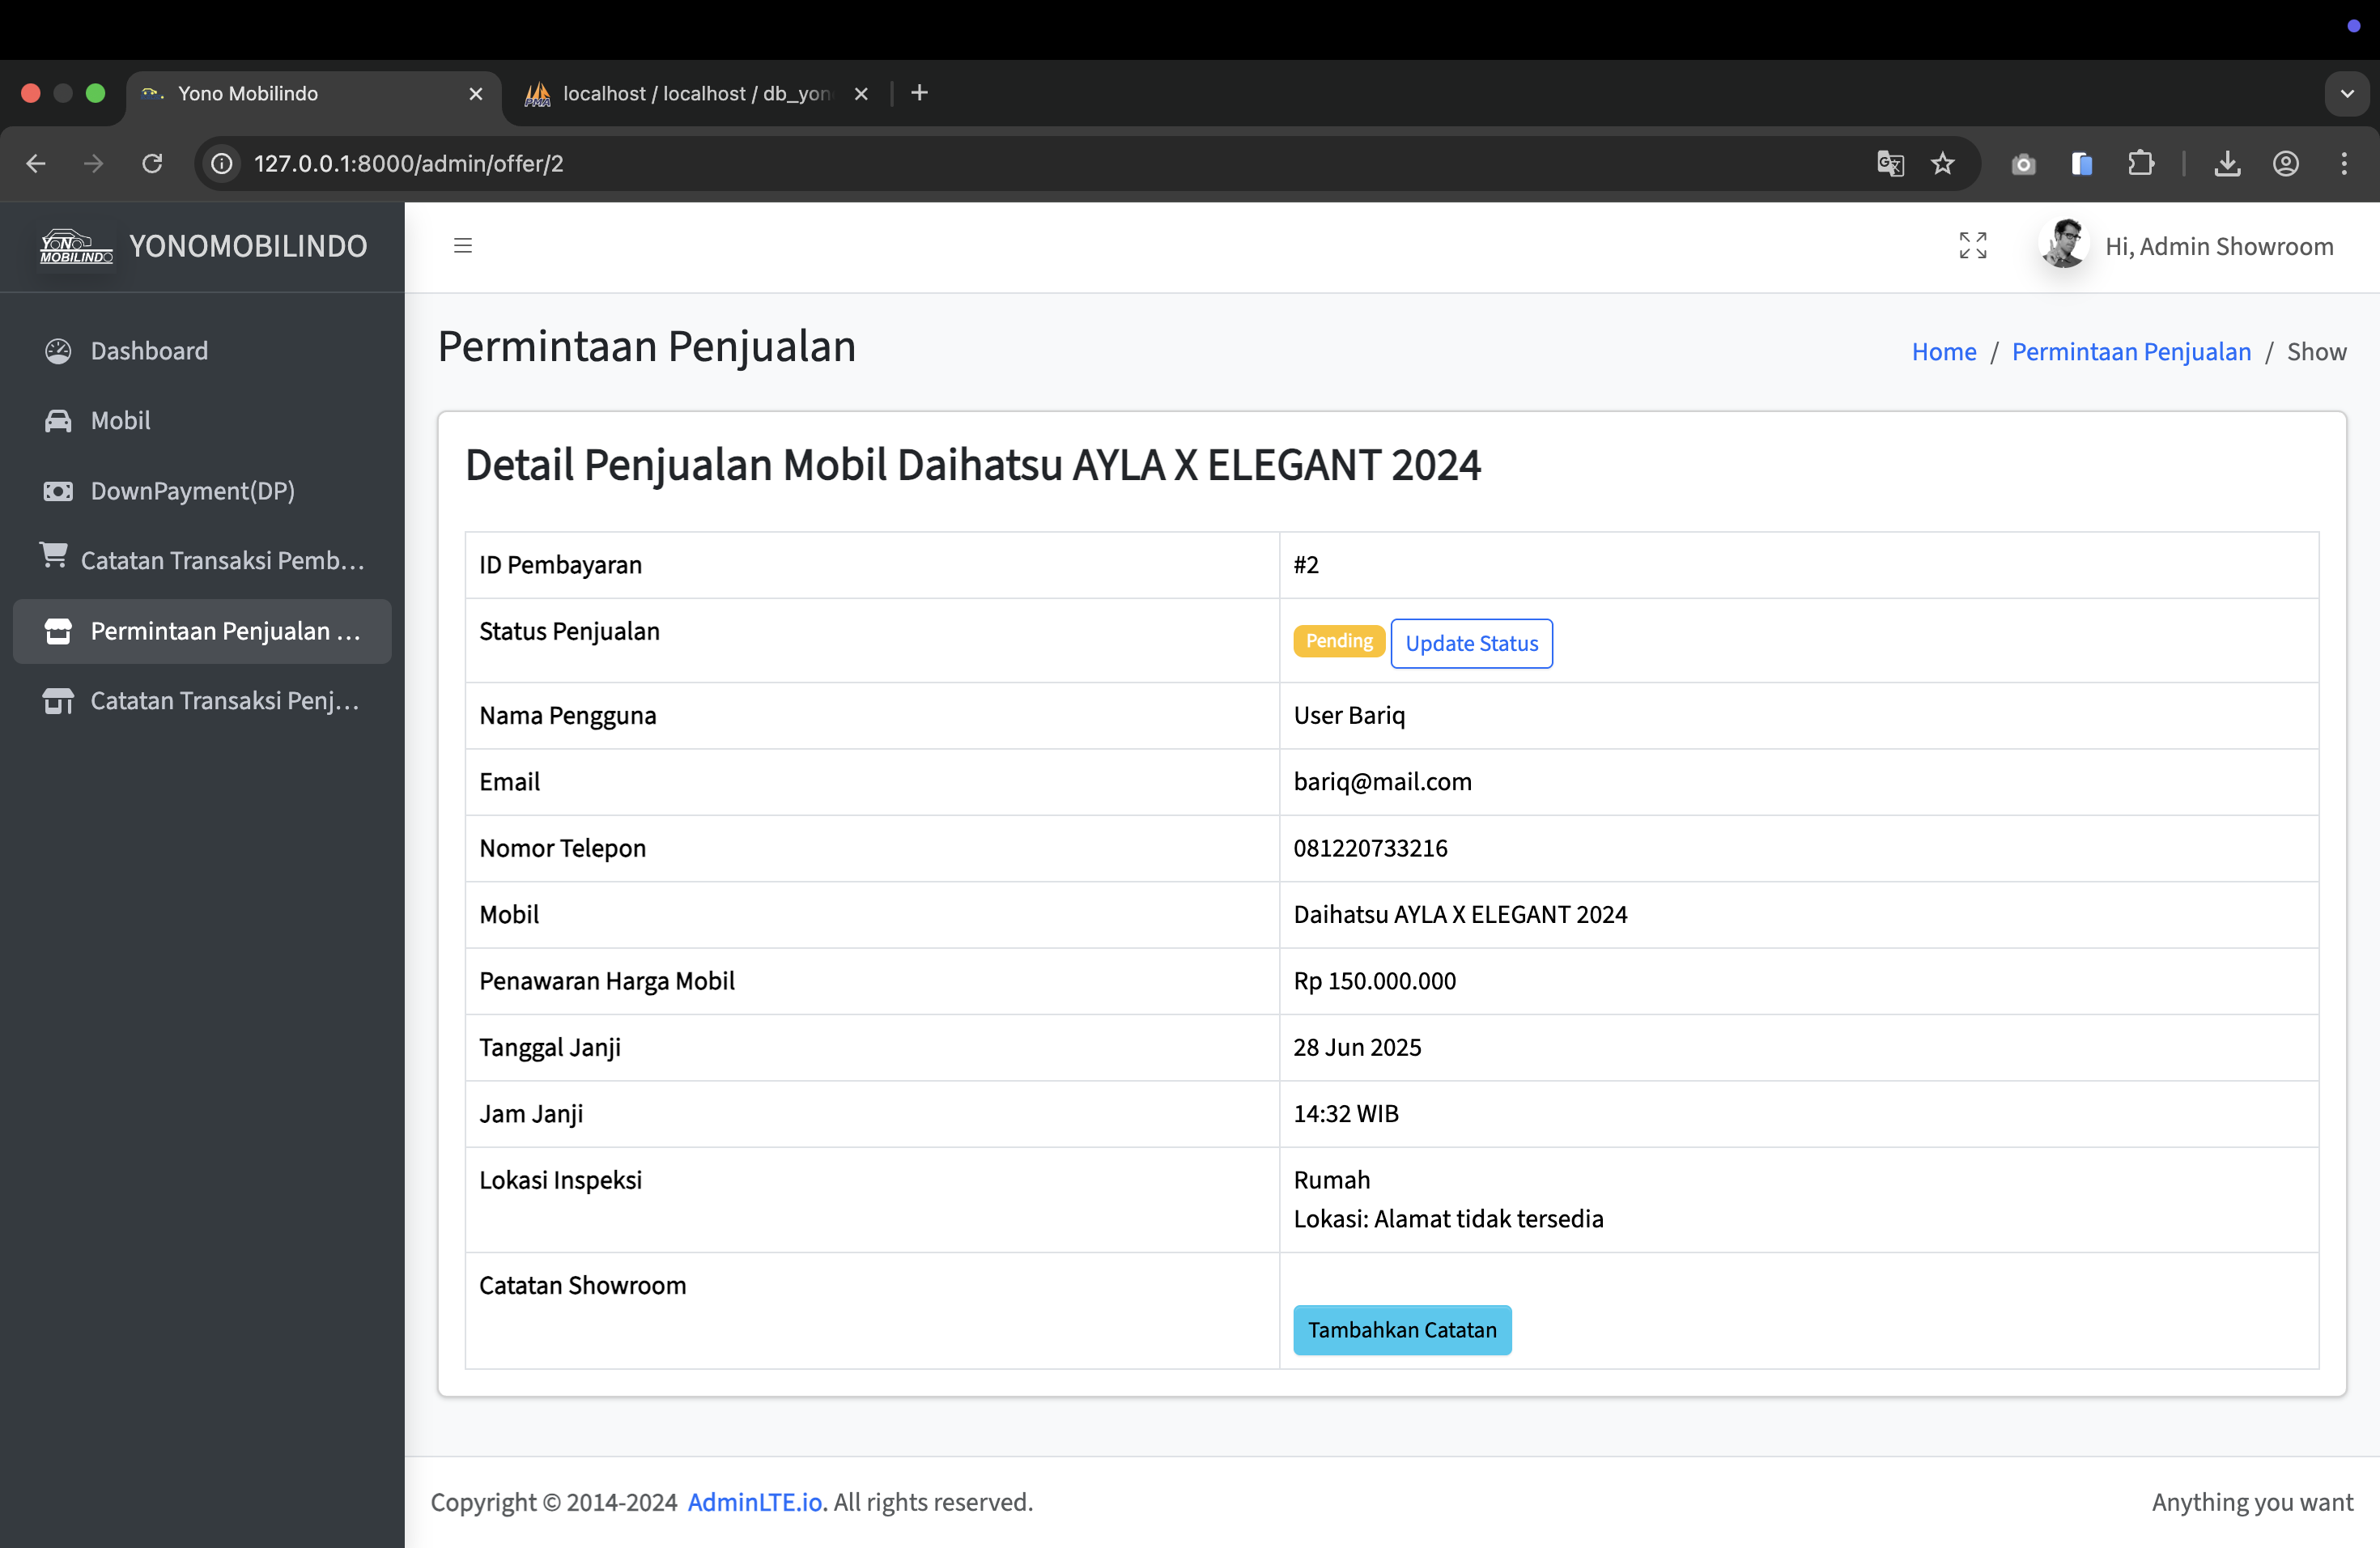 Yono Mobilindo
localhost / localhost / db_yon
127.0.0.1:8000/admin/offer/2
YONO MOBILINDO
YONOMOBILINDO
Hi, Admin Showroom
Dashboard
Mobil
DownPayment(DP)
Catatan Transaksi Pemb...
Permintaan Penjualan ...
Catatan Transaksi Penj...
Permintaan Penjualan
Home / Permintaan Penjualan / Show
Detail Penjualan Mobil Daihatsu AYLA X ELEGANT 2024
ID Pembayaran #2
Status Penjualan Pending Update Status
Nama Pengguna User Bariq
Email bariq@mail.com
Nomor Telepon 081220733216
Mobil Daihatsu AYLA X ELEGANT 2024
Penawaran Harga Mobil Rp 150.000.000
Tanggal Janji 28 Jun 2025
Jam Janji 14:32 WIB
Lokasi Inspeksi Rumah
Lokasi: Alamat tidak tersedia
Catatan Showroom
Tambahkan Catatan
Copyright © 2014-2024 AdminLTE.io. All rights reserved.
Anything you want